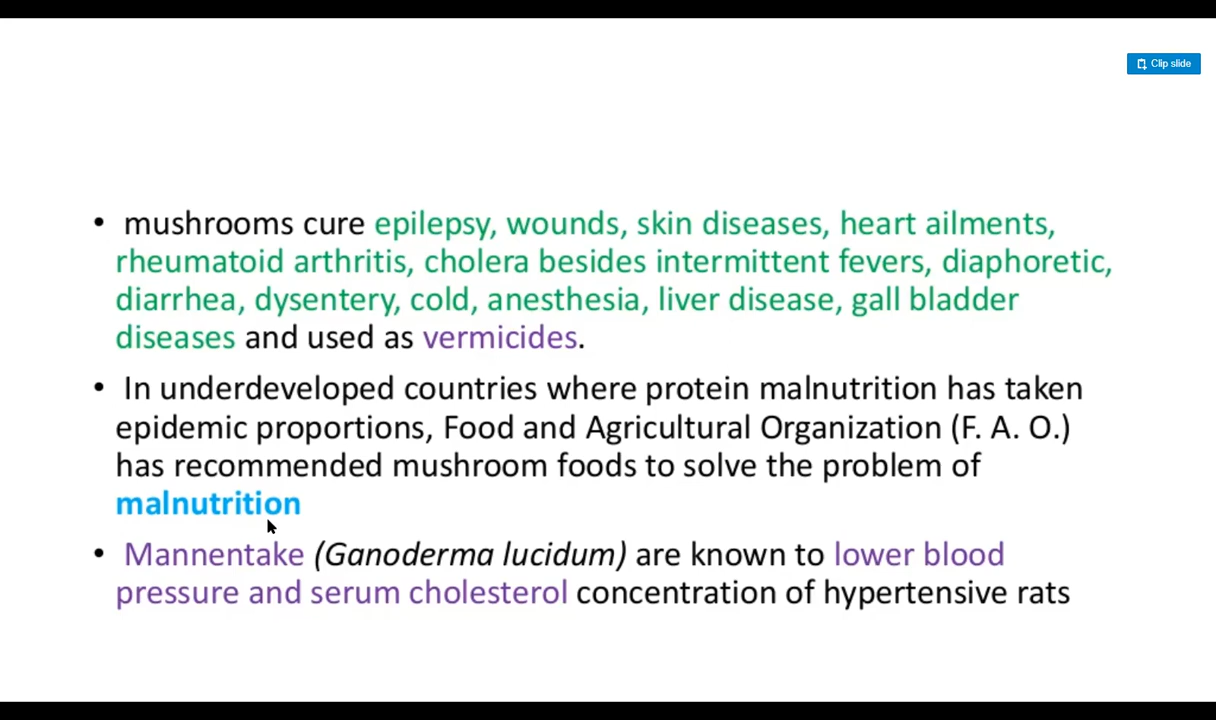 Clip slide
• mushrooms cure epilepsy, wounds, skin diseases, heart ailments,
rheumatoid arthritis, cholera besides intermittent fevers, diaphoretic,
diarrhea, dysentery, cold, anesthesia, liver disease, gall bladder
diseases and used as vermicides.
• In underdeveloped countries where protein malnutrition has taken
epidemic proportions, Food and Agricultural Organization (F. A. O.)
has recommended mushroom foods to solve the problem of
malnutrition
• Mannentake (Ganoderma lucidum) are known to lower blood
pressure and serum cholesterol concentration of hypertensive rats